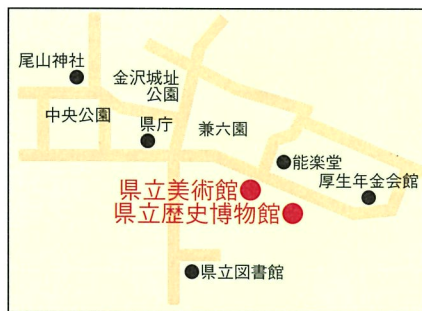 尾山神社
金沢城址
公園
中央公園
県庁
兼六園
能楽堂
厚生年金会館
県立美術館
県立歴史博物館
県立図書館